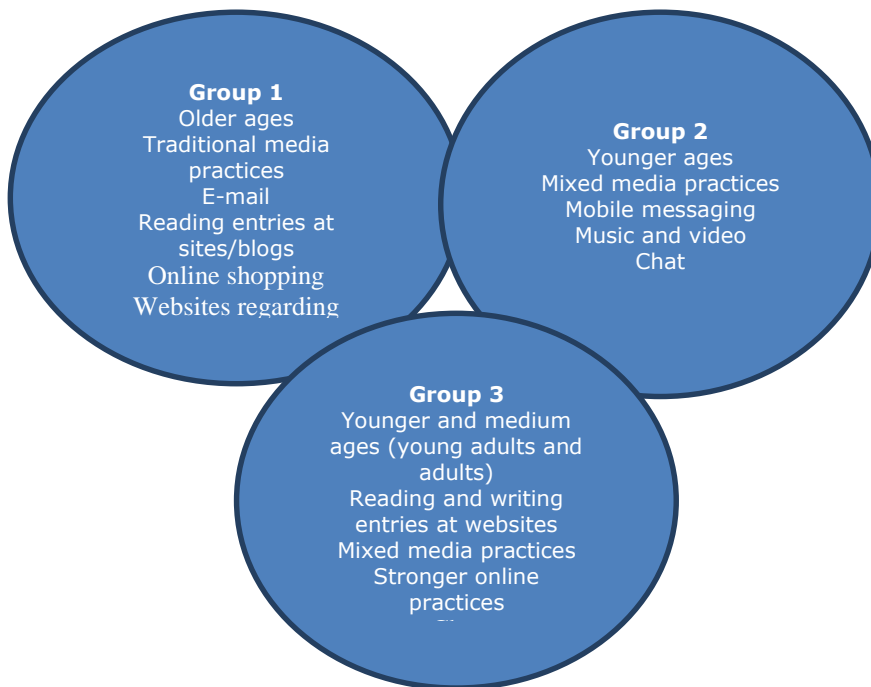 Group 1
Older ages
Traditional media
practices
E-mail
Reading entries at
sites/blogs
Online shopping
Websites regarding
Group 2
Younger ages
Mixed media practices
Mobile messaging
Music and video
Chat
Group 3
Younger and medium
ages (young adults and
adults)
Reading and writing
entries at websites
Mixed media practices
Stronger online
practices